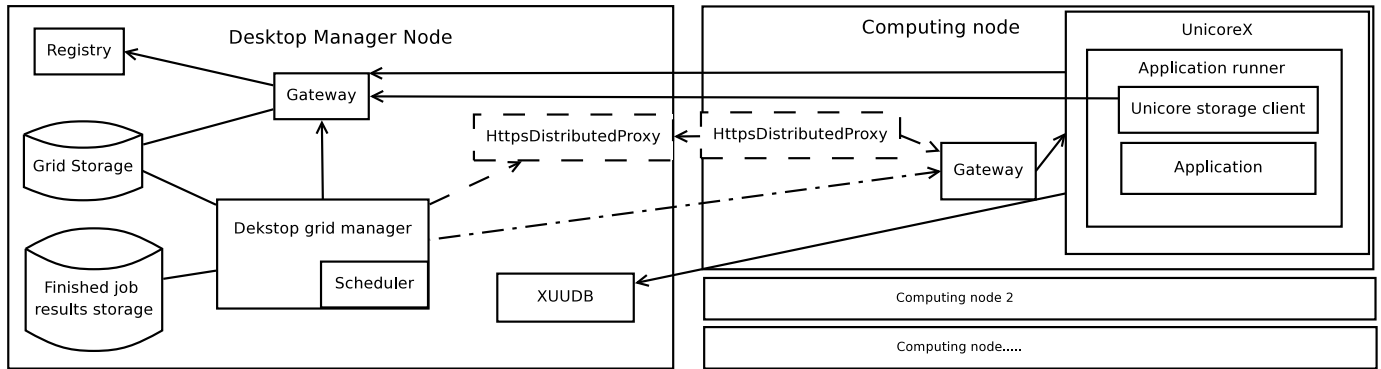 Desktop Manager Node
Registry
Gateway
HttpsDistributedProxy
Grid Storage
Dekstop grid manager
Scheduler
Finished job
results storage
XUUDB
Computing node
UnicoreX
Application runner
Unicore storage client
Application
HttpsDistributedProxy
Gateway
Computing node 2
Computing node.....